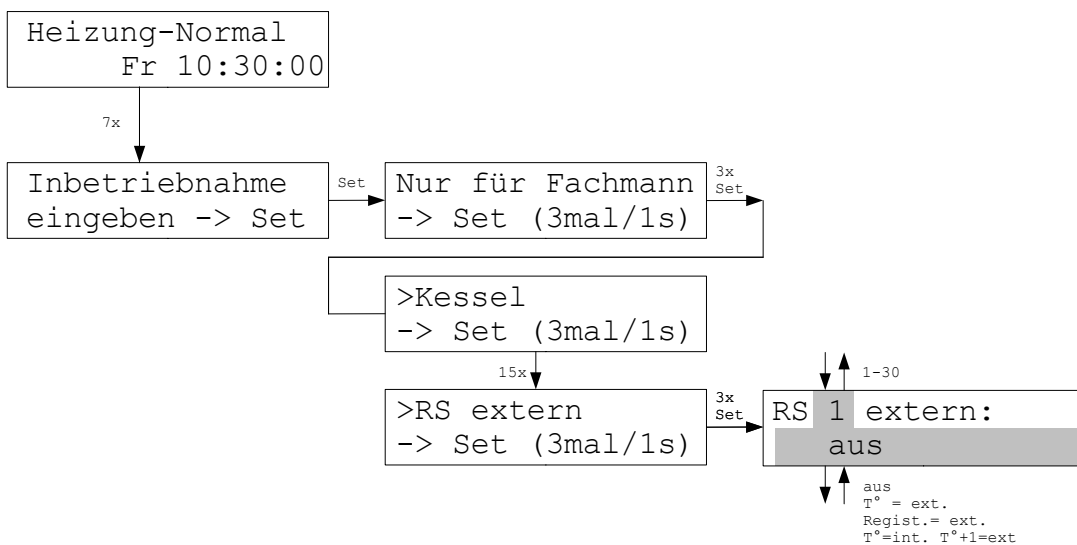 Heizung-Normal
Fr 10:30:00
7x
Inbetriebnahme
eingeben -> Set
Set
Nur für Fachmann
-> Set (3mal/1s)
3x
Set
>Kessel
-> Set (3mal/1s)
15x
>RS extern
-> Set (3mal/1s)
3x
Set
1-30
RS 1 extern:
aus
aus
T° = ext.
Regist.= ext.
T°=int. T°+1=ext